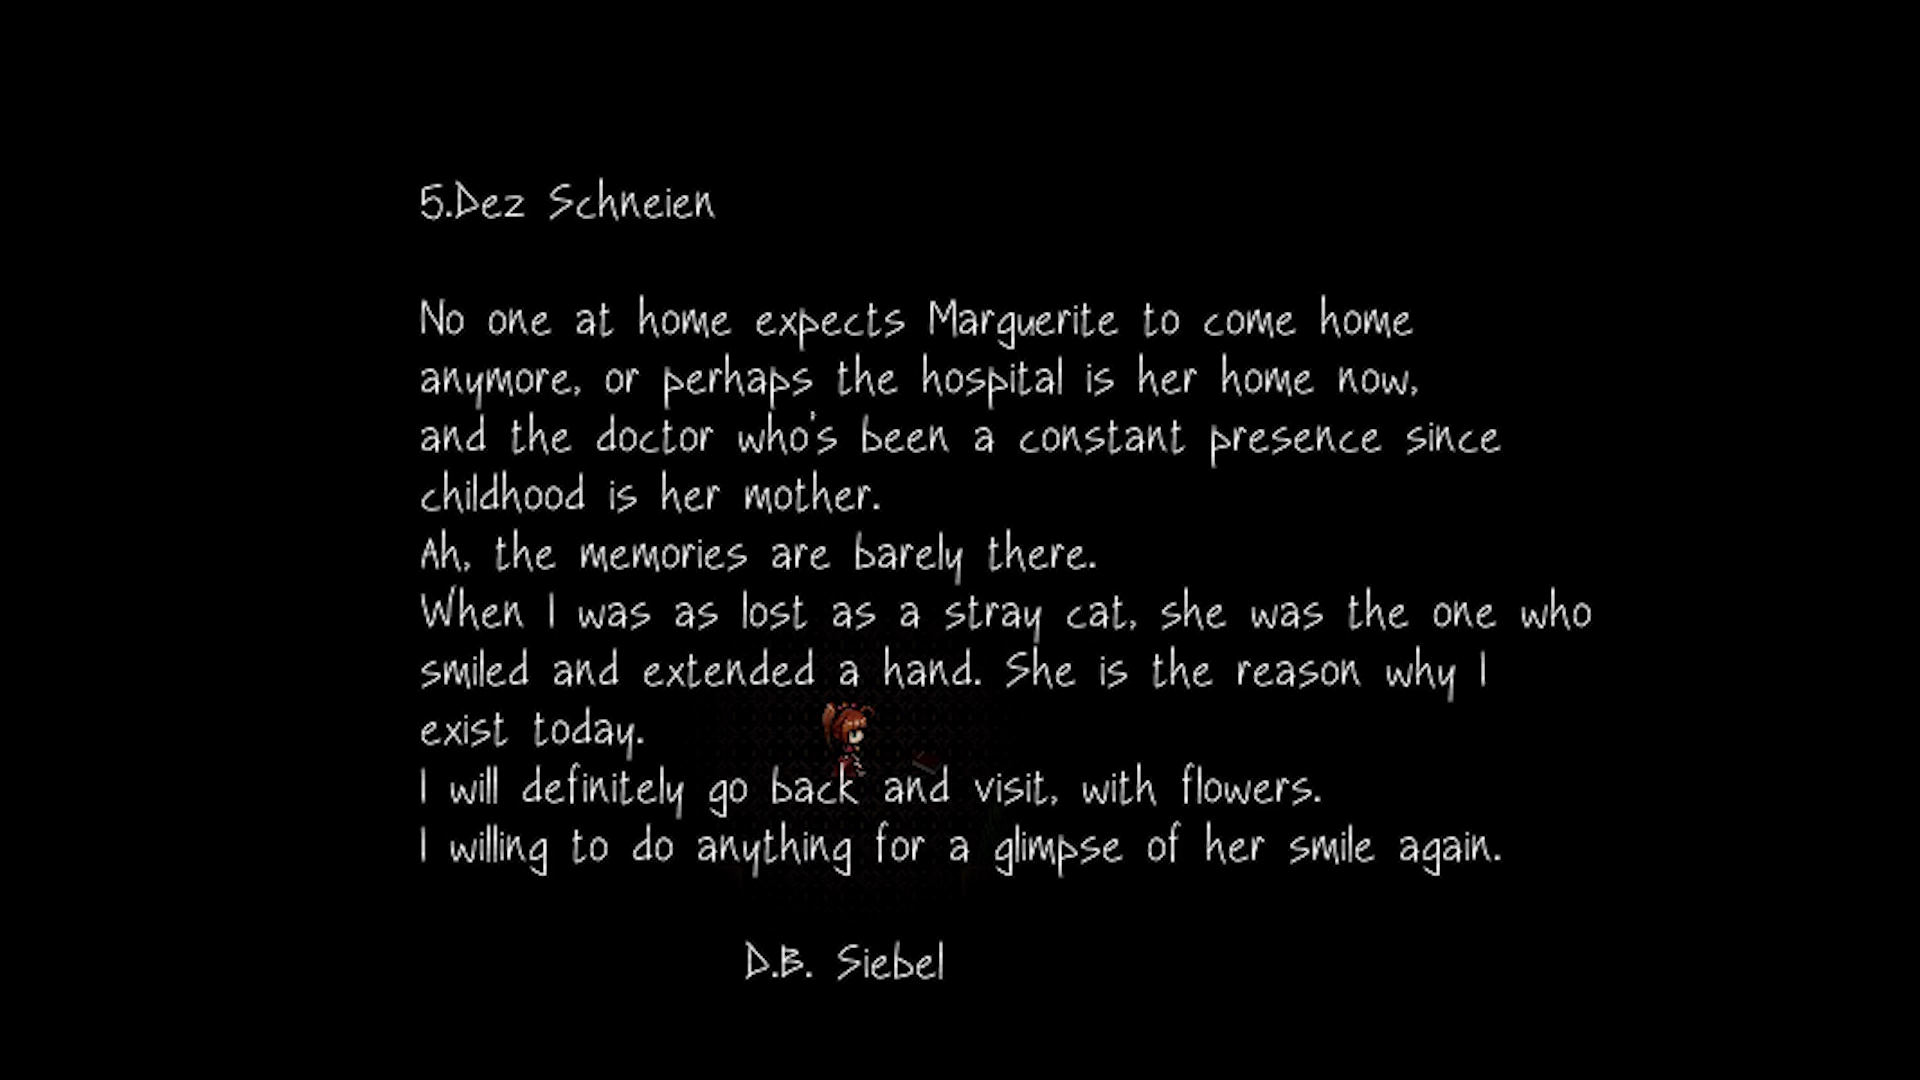 5.Dez Schneien
No one at home expects Marguerite to come home
anymore, or perhaps the hospital is her home now,
and the doctor who's been a constant presence since
childhood is her mother.
Ah, the memories are barely there.
When I was as lost as a stray cat, she was the one who
smiled and extended a hand. She is the reason why I
exist today.
I will definitely go back and visit, with flowers.
I willing to do anything for a glimpse of her smile again.
D.B. Siebel